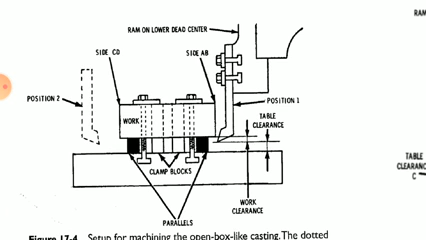 RAM ON LOWER DEAD CENTER
RAM
SIDE CD
SIDE AB
POSITION 2
POSITION 1
WORK
TABLE
CLEARANCE
TABLE
CLEARANC
C
CLAMP BLOCKS
WORK
CLEARANCE
PARALLELS
Figure 17-4 Setup for machining the open-box-like casting. The dotted